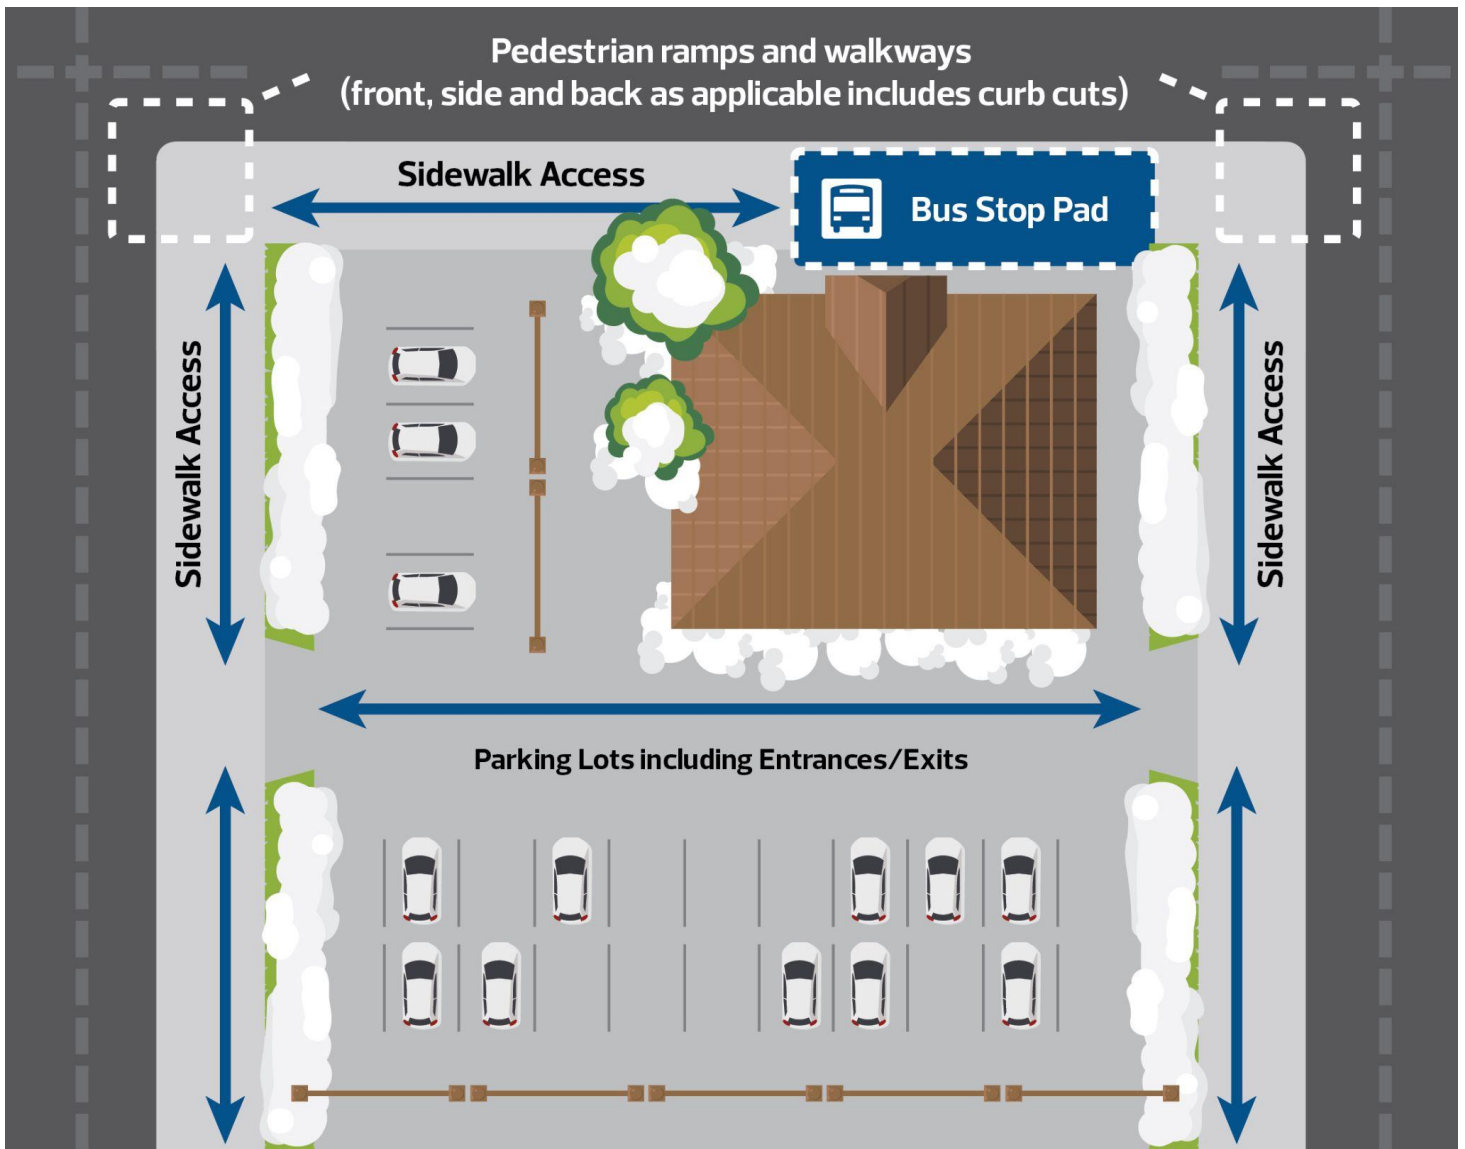 Pedestrian ramps and walkways
(front, side and back as applicable includes curb cuts)
Sidewalk Access
Bus Stop Pad
Sidewalk Access
Sidewalk Access
Parking Lots including Entrances/Exits